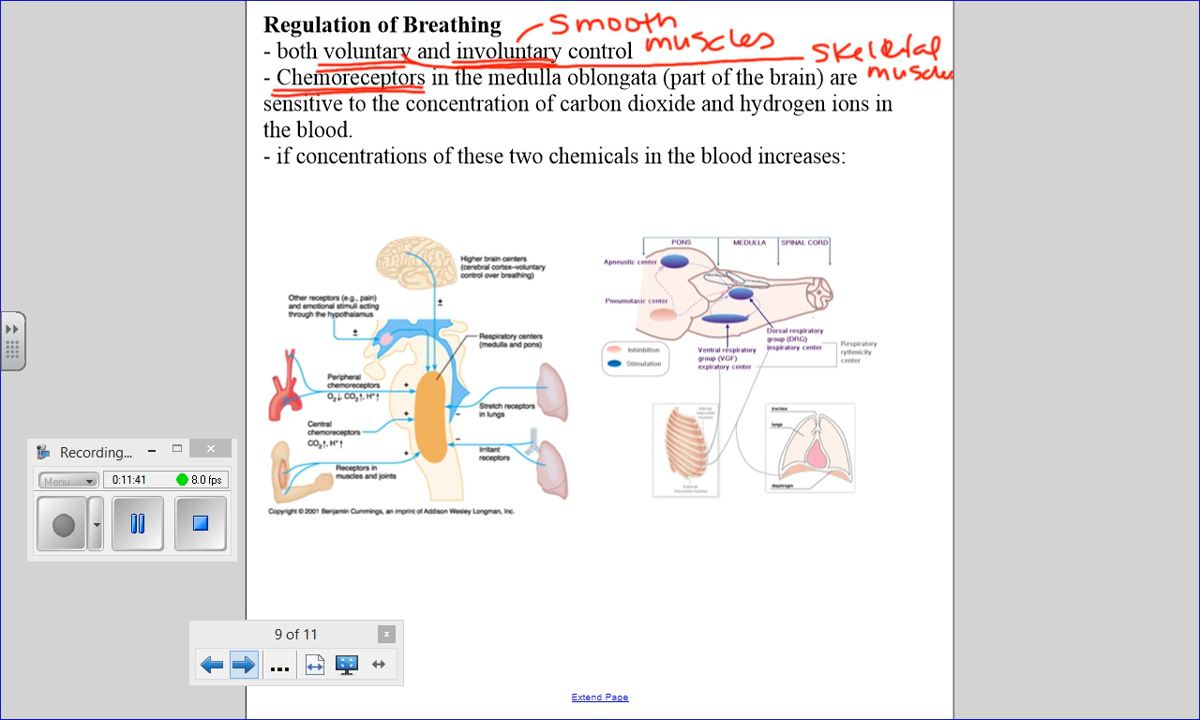 Regulation of Breathing
Smooth
muscles
- both voluntary and involuntary control
Skeletal
muscles
- Chemoreceptors in the medulla oblongata (part of the brain) are
sensitive to the concentration of carbon dioxide and hydrogen ions in
the blood.
- if concentrations of these two chemicals in the blood increases:
Higher brain centers
(cerebral cortex–voluntary
control over breathing)
Other receptors (e.g., pain)
and emotional stimuli acting
through the hypothalamus
±
±
Respiratory centers
(medulla and pons)
Peripheral
chemoreceptors
O₂↓, CO₂↑, H⁺↑
+
Stretch receptors
in lungs
–
Central
chemoreceptors
CO₂↑, H⁺↑
+
Irritant
receptors
–
Receptors in
muscles and joints
+
Copyright © 2001 Benjamin Cummings, an imprint of Addison Wesley Longman, Inc.
PONS
MEDULLA
SPINAL CORD
Apneustic center
Pneumotaxic center
Inhinbition
Stimulation
Ventral respiratory
group (VGF)
expiratory center
Dorsal respiratory
group (DRG)
inspiratory center
Respiratory
rythmicity
center
trachea
lungs
diaphragm
Recording...
Menu
0:11:41
8.0 fps
9 of 11
Extend Page